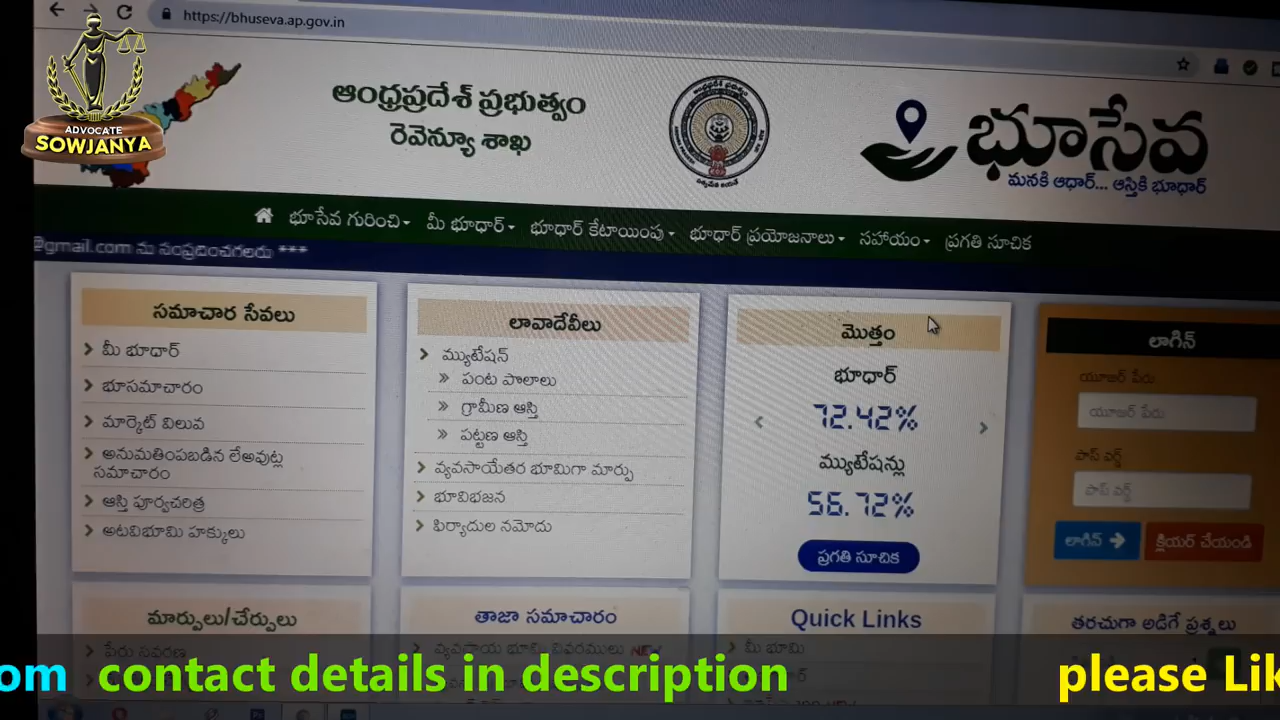 https://bhuseva.ap.gov.in
ADVOCATE
SOWJANYA
ఆంధ్రప్రదేశ్ ప్రభుత్వం
రెవెన్యూ శాఖ
భూసేవ
మనకి ఆధార్... ఆస్తికి భూధార్
భూసేవ గురించి
మీ భూధార్
భూధార్ కేటాయింపు
భూధార్ ప్రయోజనాలు
సహాయం
ప్రగతి సూచిక
@gmail.com ను సంప్రదించగలరు ***
సమాచార సేవలు
మీ భూధార్
భూసమాచారం
మార్కెట్ విలువ
అనుమతింపబడిన లేఅవుట్ల
సమాచారం
ఆస్తి పూర్వచరిత్ర
అటవిభూమి హక్కులు
లావాదేవీలు
మ్యుటేషన్
పంట పొలాలు
గ్రామీణ ఆస్తి
పట్టణ ఆస్తి
వ్యవసాయేతర భూమిగా మార్పు
భూవిభజన
ఫిర్యాదుల నమోదు
మొత్తం
భూధార్
72.42%
మ్యుటేషన్లు
56.72%
ప్రగతి సూచిక
లాగిన్
యూజర్ పేరు
యూజర్ పేరు
పాస్ వర్డ్
పాస్ వర్డ్
లాగిన్
క్లియర్ చేయండి
మార్పులు/చేర్పులు
పేరు సవరణ
తాజా సమాచారం
Quick Links
మీ భూమి
తరచుగా అడిగే ప్రశ్నలు
om contact details in description please Lik